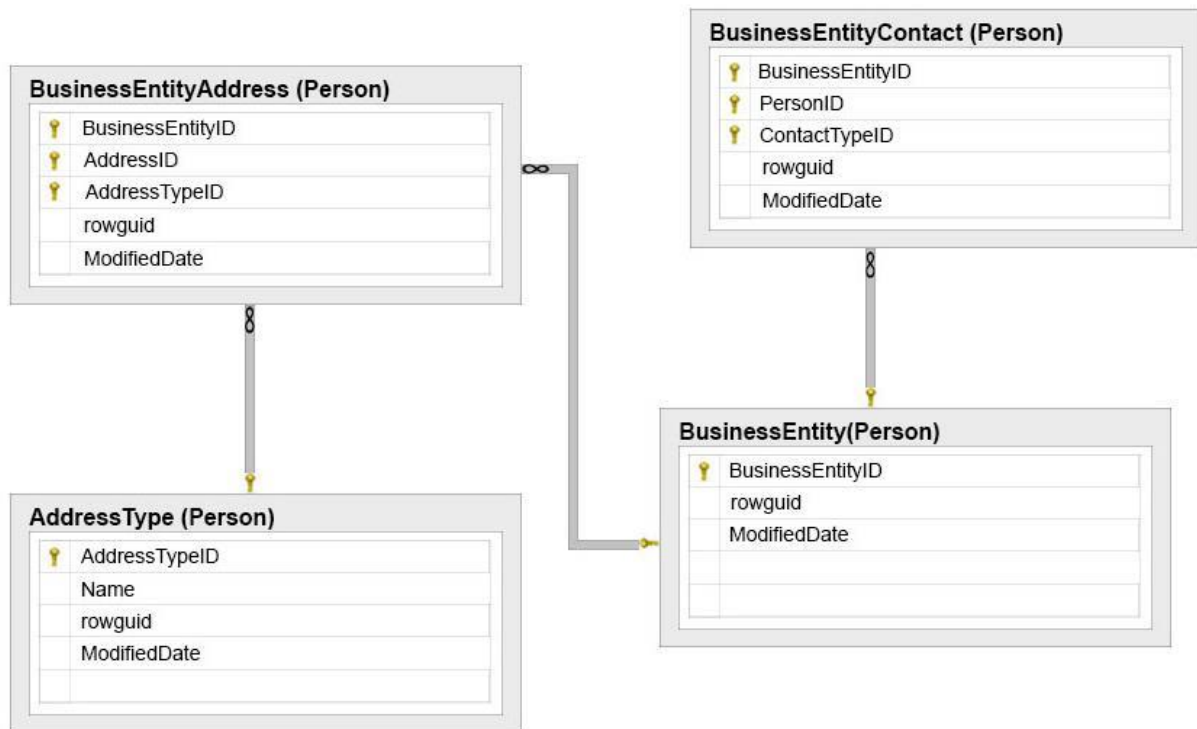 BusinessEntityContact (Person)
BusinessEntityID
PersonID
ContactTypeID
rowguid
ModifiedDate
BusinessEntityAddress (Person)
BusinessEntityID
AddressID
AddressTypeID
rowguid
ModifiedDate
BusinessEntity(Person)
BusinessEntityID
rowguid
ModifiedDate
AddressType (Person)
AddressTypeID
Name
rowguid
ModifiedDate